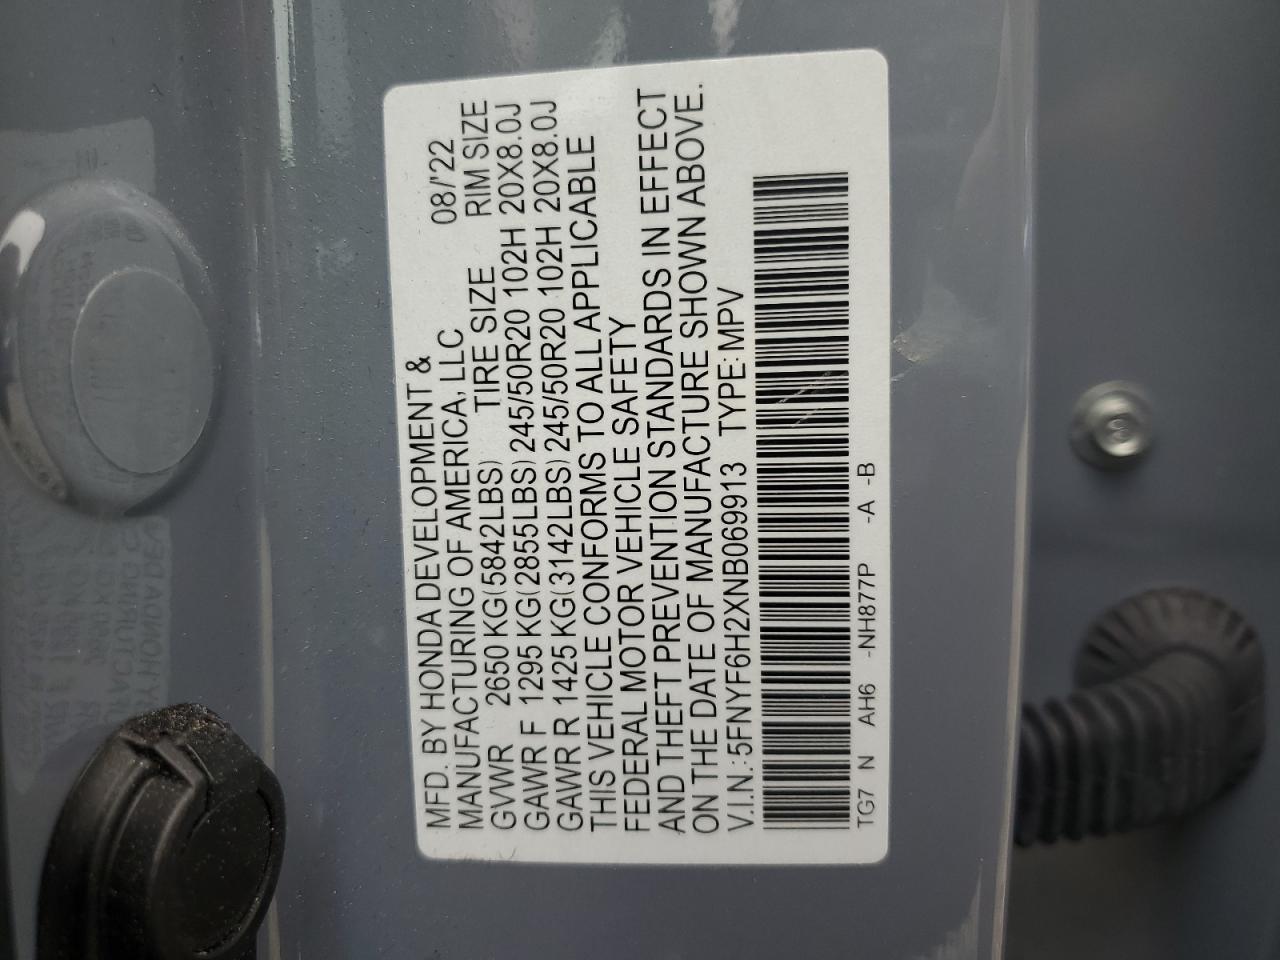 MFD. BY HONDA DEVELOPMENT &
MANUFACTURING OF AMERICA, LLC 08/'22
GVWR 2650 KG(5842LBS) TIRE SIZE RIM SIZE
GAWR F 1295 KG(2855LBS) 245/50R20 102H 20X8.0J
GAWR R 1425 KG(3142LBS) 245/50R20 102H 20X8.0J
THIS VEHICLE CONFORMS TO ALL APPLICABLE
FEDERAL MOTOR VEHICLE SAFETY
AND THEFT PREVENTION STANDARDS IN EFFECT
ON THE DATE OF MANUFACTURE SHOWN ABOVE.
V.I.N.: 5FNYF6H2XNB069913 TYPE: MPV
TG7 N AH6 -NH877P -A -B